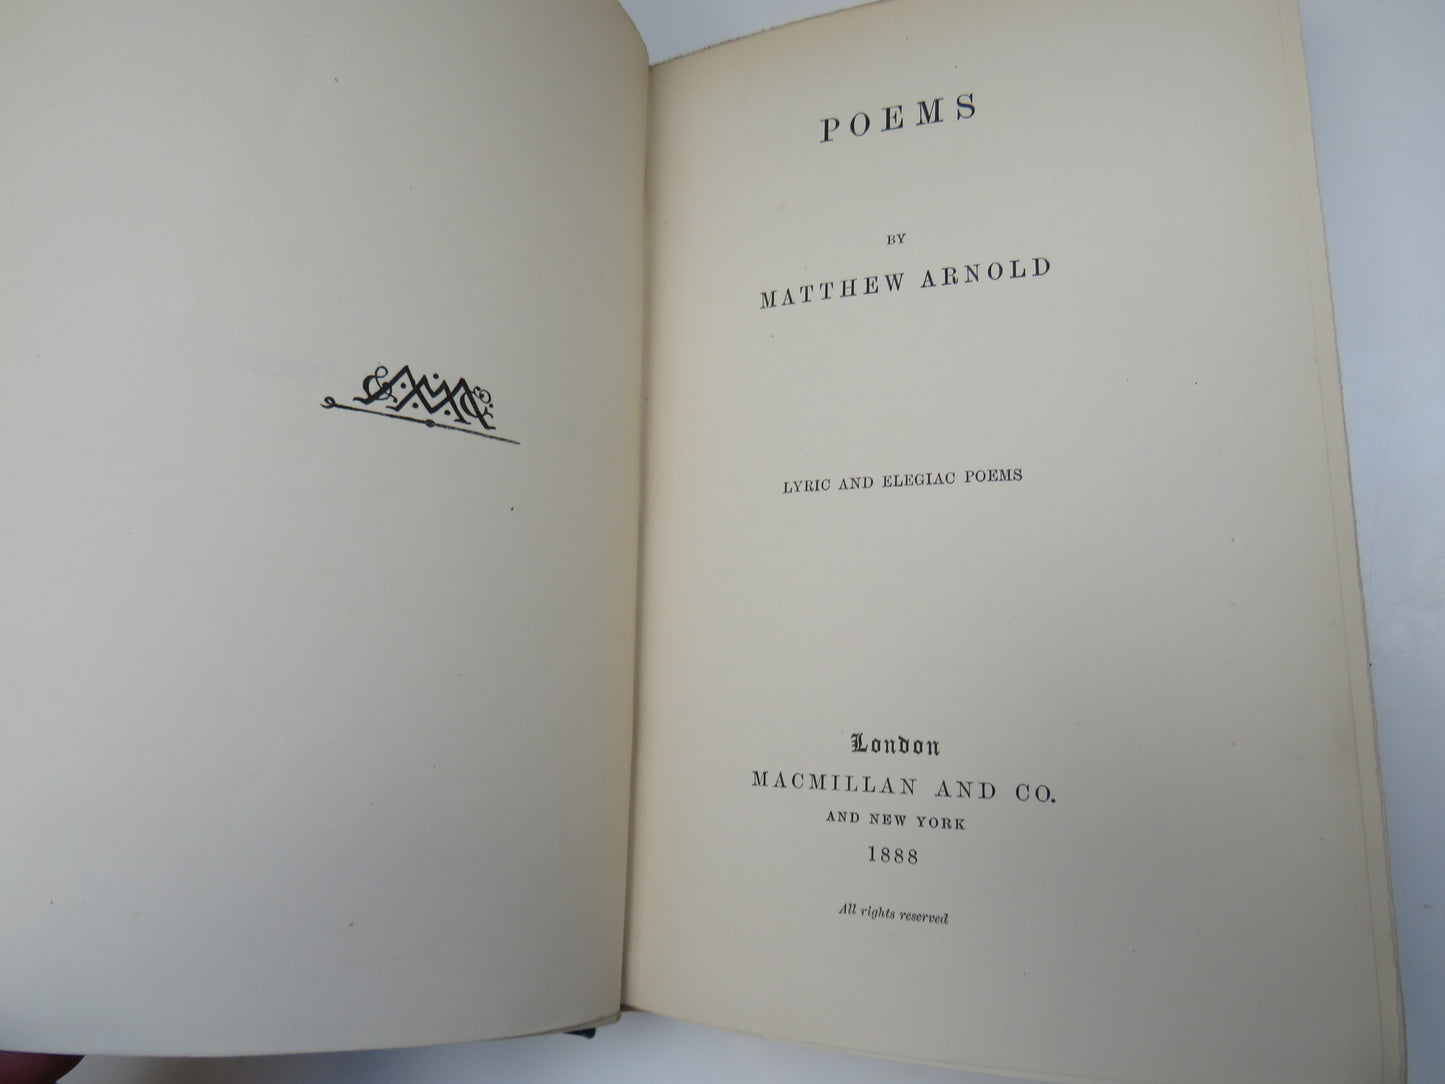 POEMS
BY
MATTHEW ARNOLD
LYRIC AND ELEGIAC POEMS
London
MACMILLAN AND CO.
AND NEW YORK
1888
All rights reserved